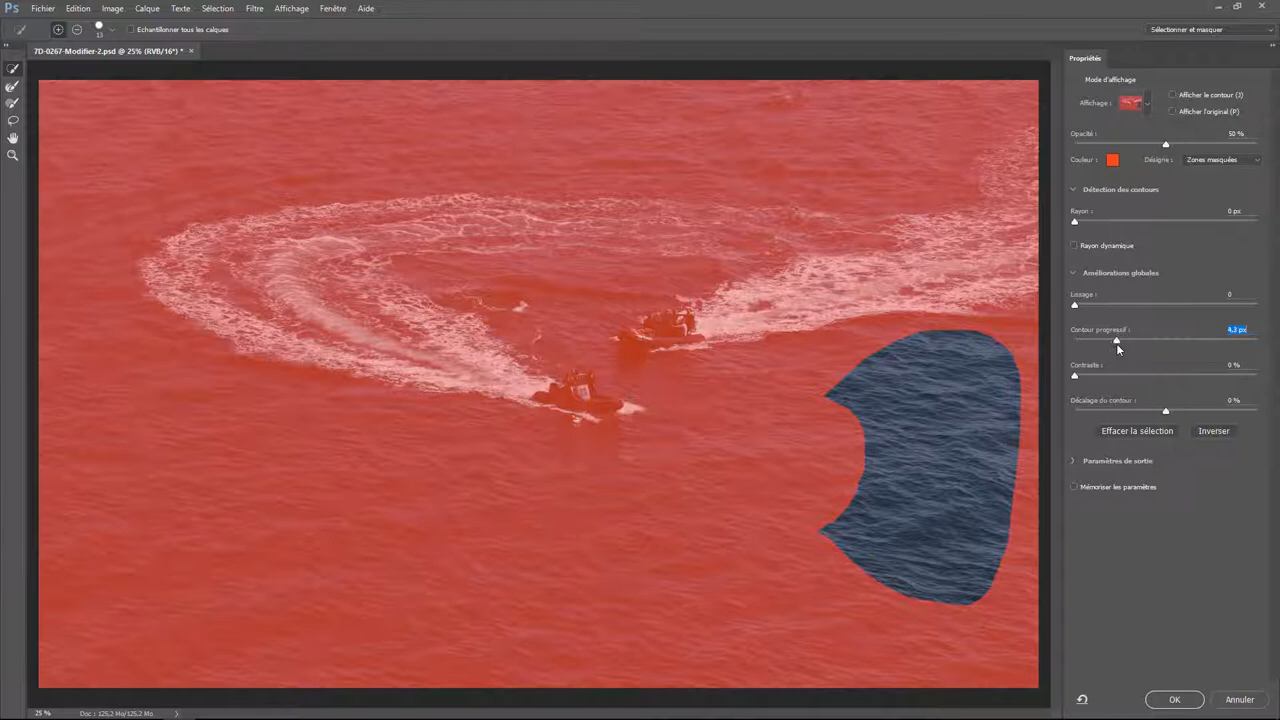 Ps Fichier Edition Image Calque Texte Sélection Filtre Affichage Fenêtre Aide
13 Echantillonner tous les calques Sélectionner et masquer
7D-0267-Modifier-2.psd @ 25% (RVB/16*) * ×
Propriétés
Mode d'affichage
Affichage : Afficher le contour (J)
Afficher l'original (P)
Opacité : 50 %
Couleur : Désigne : Zones masquées
Détection des contours
Rayon : 0 px
Rayon dynamique
Améliorations globales
Lissage : 0
Contour progressif : 4,3 px
Contraste : 0 %
Décalage du contour : 0 %
Effacer la sélection Inverser
Paramètres de sortie
Mémoriser les paramètres
OK Annuler
25 % Doc : 125,2 Mo/125,2 Mo